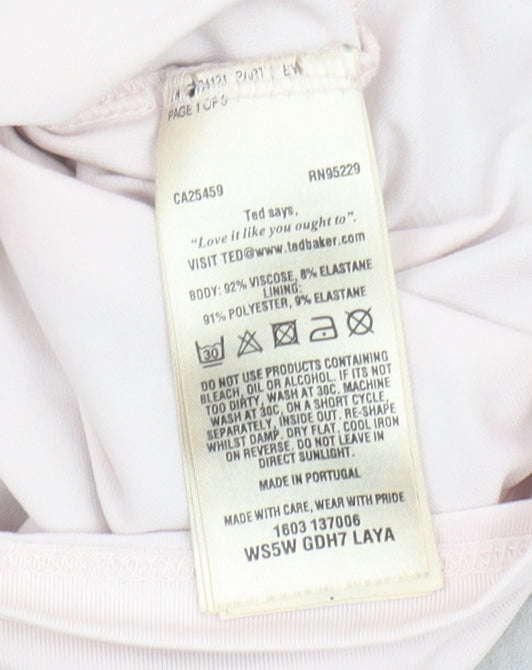 PAGE 1 OF 5
CA25459 RN95229
Ted says,
“Love it like you ought to”.
VISIT TED@www.tedbaker.com
BODY: 92% VISCOSE, 8% ELASTANE
LINING:
91% POLYESTER, 9% ELASTANE
30
DO NOT USE PRODUCTS CONTAINING
BLEACH, OIL OR ALCOHOL. IF ITS NOT
TOO DIRTY, WASH AT 30C. MACHINE
WASH AT 30C, ON A SHORT CYCLE,
SEPARATELY, INSIDE OUT. RE-SHAPE
WHILST DAMP. DRY FLAT. COOL IRON
ON REVERSE. DO NOT LEAVE IN
DIRECT SUNLIGHT.
MADE IN PORTUGAL
MADE WITH CARE, WEAR WITH PRIDE
1603 137006
WS5W GDH7 LAYA